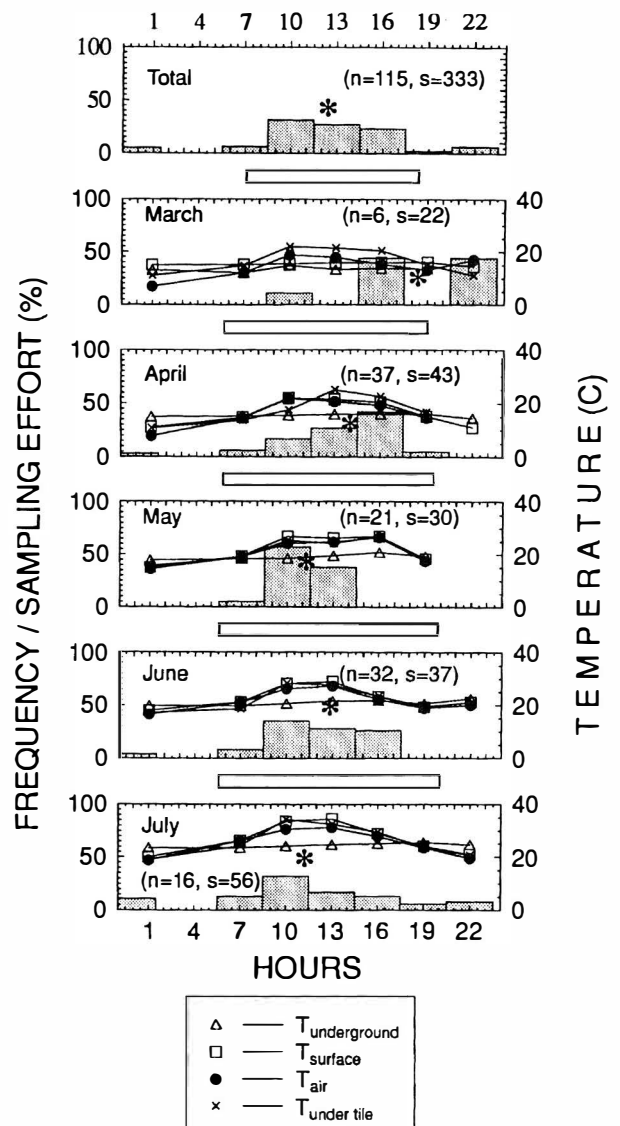 1 4 7 10 13 16 19 22
100
Total (n=115, s=333)
50
*
0
100 40
March (n=6, s=22)
50 20
*
0 0
100 40
April (n=37, s=43)
50 20
*
0 0
100 40
May (n=21, s=30)
50 20
*
0 0
100 40
June (n=32, s=37)
50 20
*
0 0
100 40
July
50 20
*
(n=16, s=56)
0 0
1 4 7 10 13 16 19 22
HOURS
FREQUENCY / SAMPLING EFFORT (%)
TEMPERATURE (C)
T underground
T surface
T air
T under tile